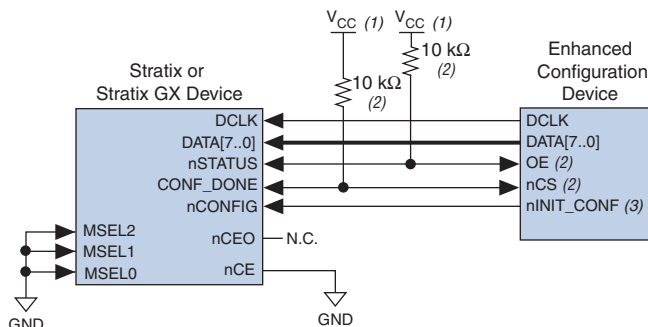 VCC (1)
VCC (1)
10 kΩ
(2)
10 kΩ
(2)
Stratix or
Stratix GX Device
Enhanced
Configuration
Device
DCLK
DCLK
DATA[7..0]
DATA[7..0]
nSTATUS
OE (2)
CONF_DONE
nCS (2)
nCONFIG
nINIT_CONF (3)
MSEL2
MSEL1
MSEL0
nCEO
N.C.
nCE
GND
GND